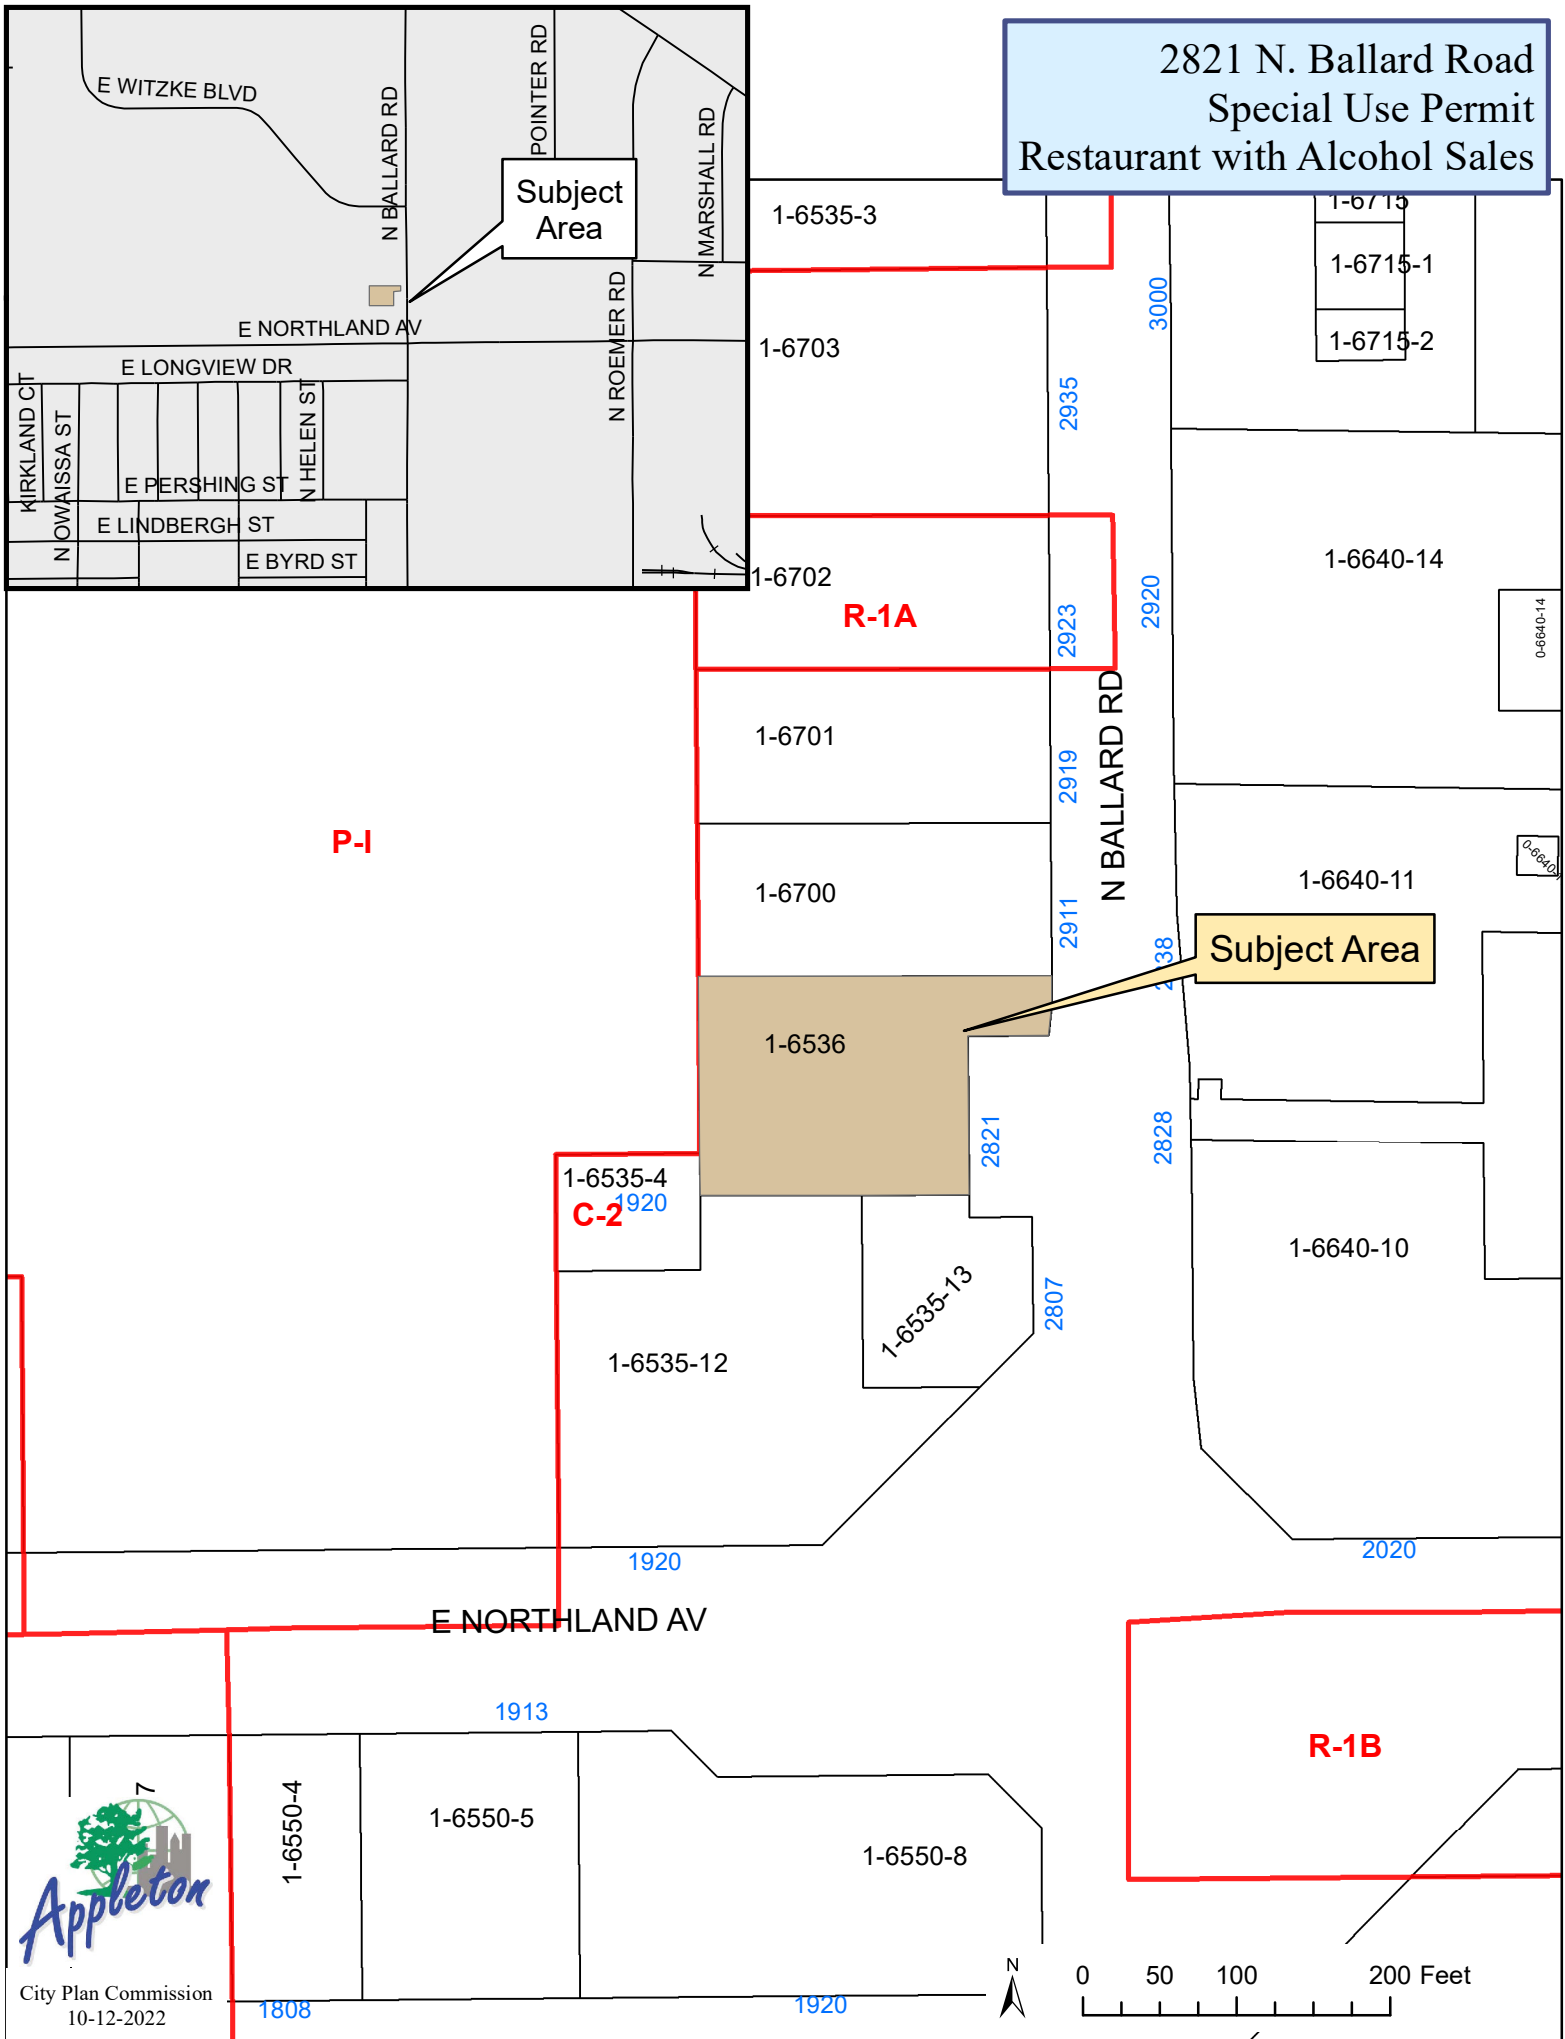 2821 N. Ballard Road
Special Use Permit
Restaurant with Alcohol Sales
E WITZKE BLVD
N BALLARD RD
POINTER RD
N MARSHALL RD
Subject
Area
N ROEMER RD
E NORTHLAND AV
E LONGVIEW DR
KIRKLAND CT
N OWAISSA ST
N HELEN ST
E PERSHING ST
E LINDBERGH ST
E BYRD ST
1-6535-3
1-6715
1-6715-1
1-6715-2
3000
1-6703
2935
1-6702
R-1A
2923
2920
1-6640-14
0-6640-14
1-6701
2919
N BALLARD RD
P-I
1-6700
2911
1-6640-11
Subject Area
1-6536
2821
2828
1-6535-4
1920
C-2
1-6640-10
1-6535-13
2807
1-6535-12
1920
2020
E NORTHLAND AV
1913
R-1B
7
1-6550-4
1-6550-5
1-6550-8
Appleton
City Plan Commission
10-12-2022
1808
1920
N
0 50 100 200 Feet